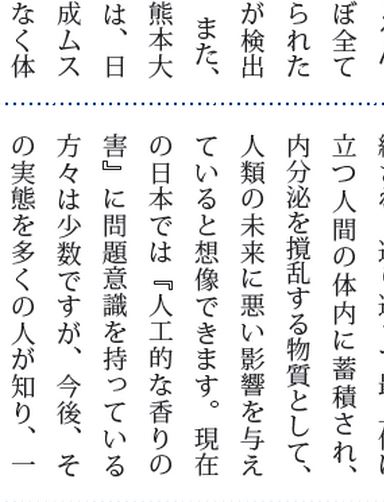 ぼ全て
られた
が検出
また、
熊本大
は、日
成ムス
なく体
立つ人間の体内に蓄積され、
内分泌を撹乱する物質として、
人類の未来に悪い影響を与え
ていると想像できます。現在
の日本では『人工的な香りの
害』に問題意識を持っている
方々は少数ですが、今後、そ
の実態を多くの人が知り、一